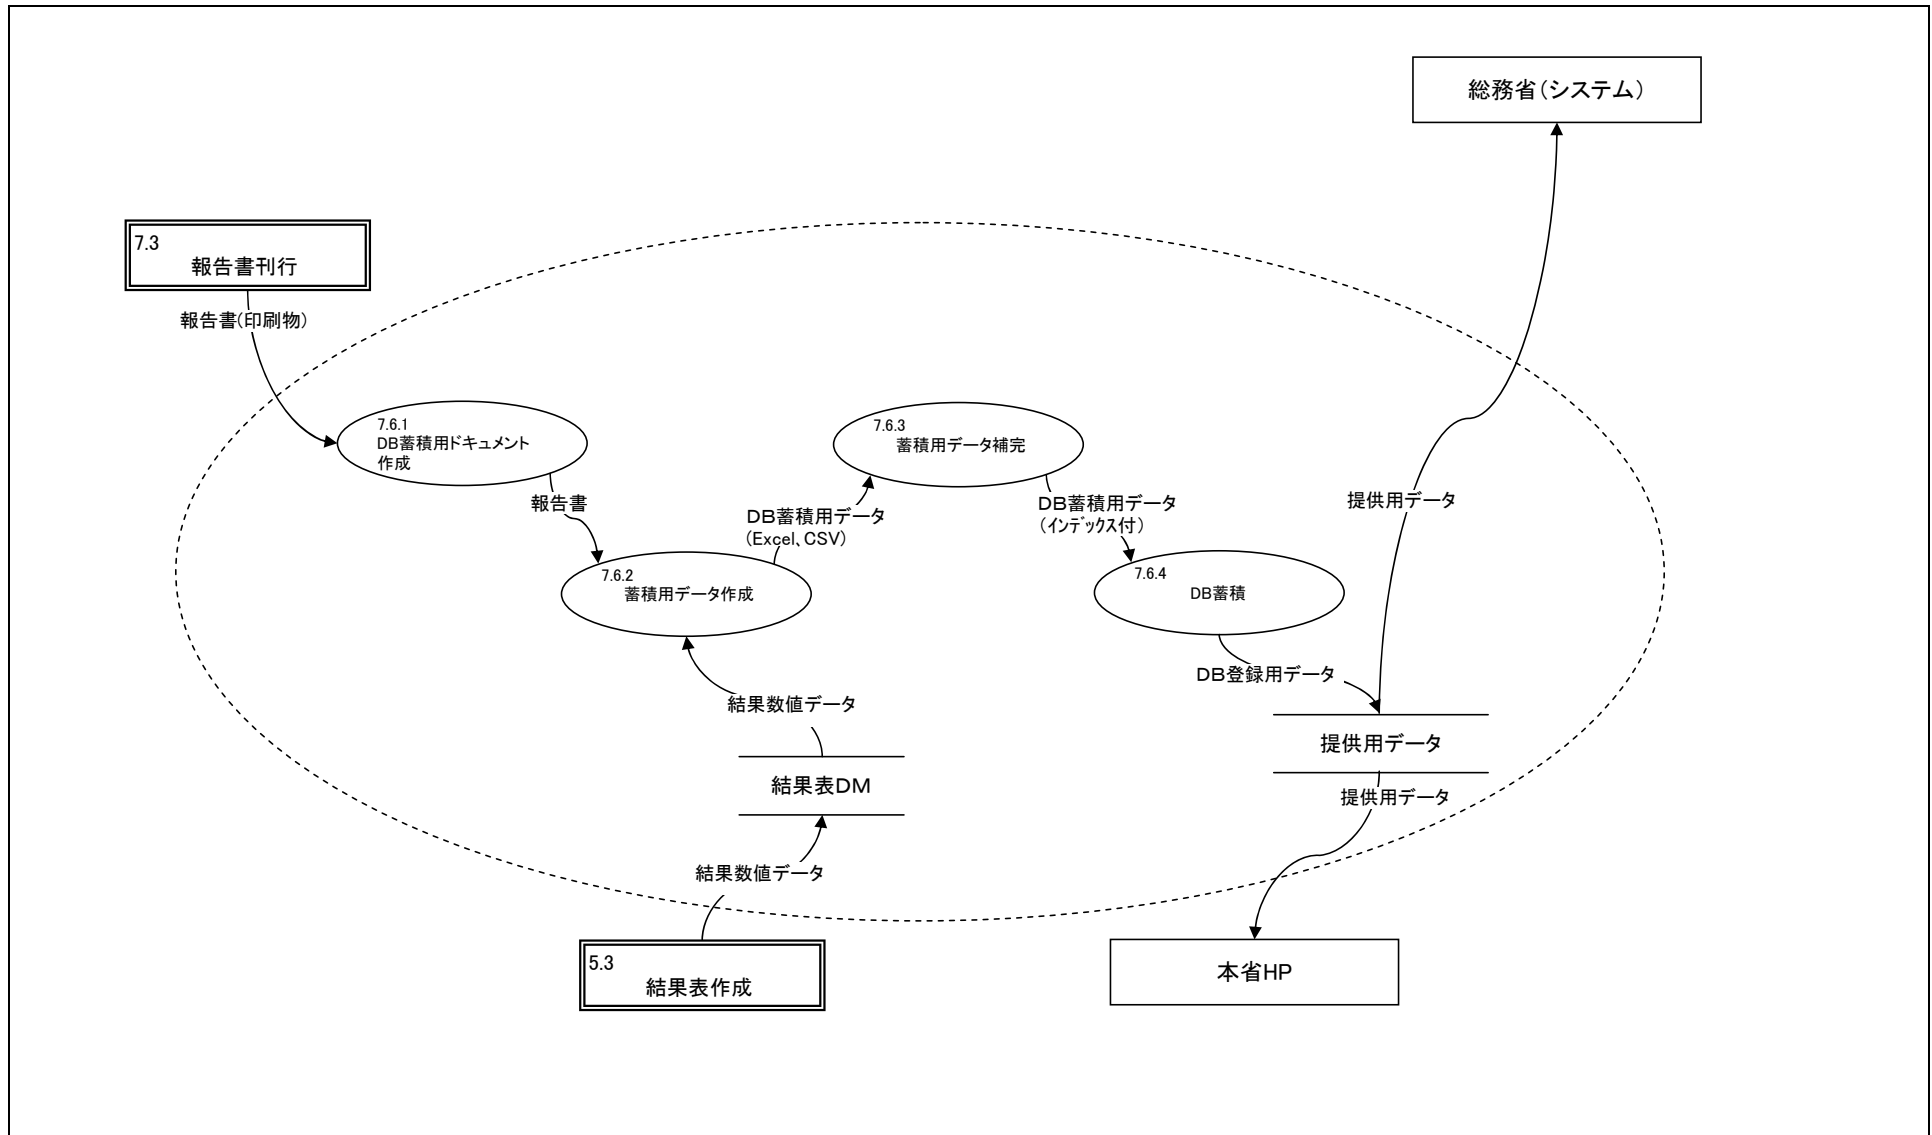 総務省(システム)
7.3
報告書刊行
報告書(印刷物)
7.6.1
DB蓄積用ドキュメント
作成
7.6.3
蓄積用データ補完
報告書
DB蓄積用データ
(Excel、CSV)
DB蓄積用データ
(インデックス付)
提供用データ
7.6.2
蓄積用データ作成
7.6.4
DB蓄積
DB登録用データ
結果数値データ
提供用データ
結果表DM
提供用データ
結果数値データ
5.3
結果表作成
本省HP